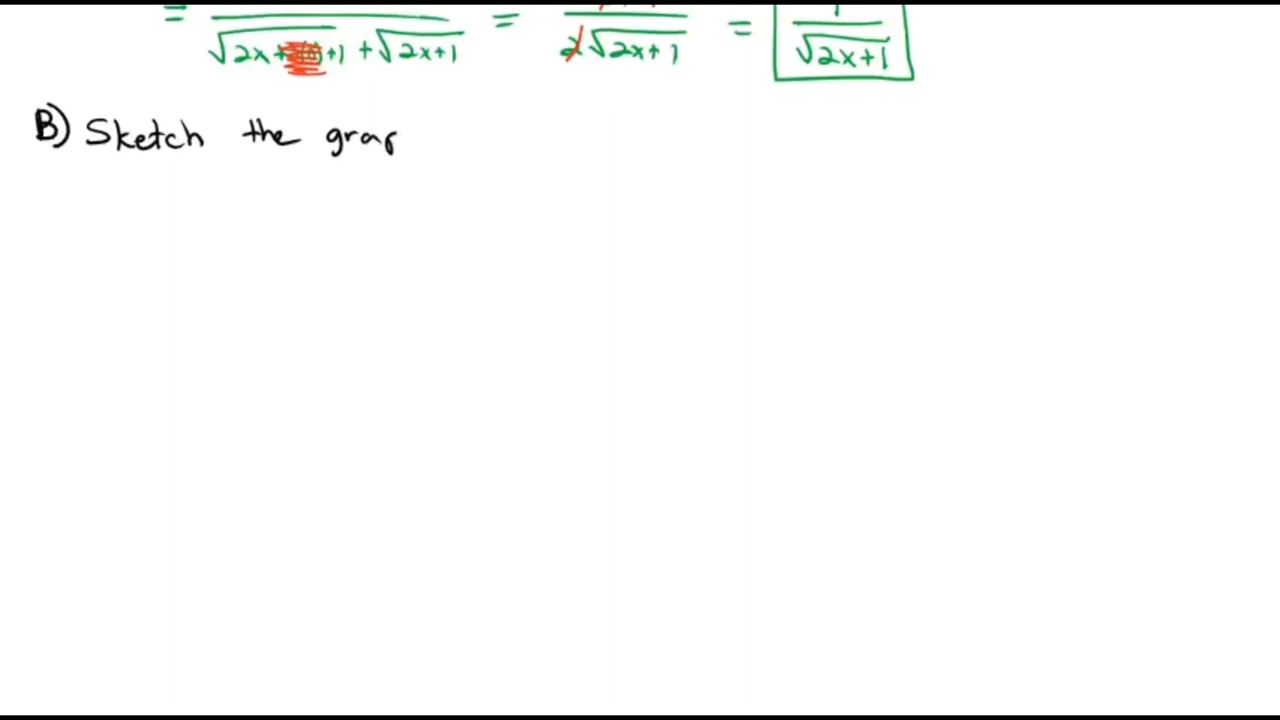 = √2x+ +1 + √2x+1 = 2√2x+1 = 1/√2x+1
B) Sketch the grap